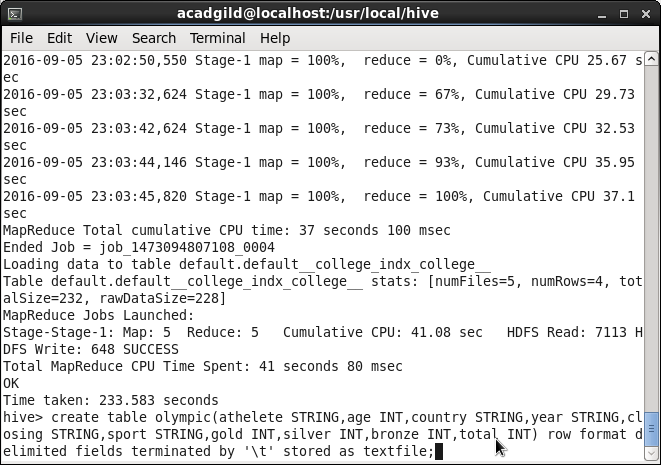 acadgild@localhost:/usr/local/hive
File Edit View Search Terminal Help
2016-09-05 23:02:50,550 Stage-1 map = 100%,  reduce = 0%, Cumulative CPU 25.67 s
ec
2016-09-05 23:03:32,624 Stage-1 map = 100%,  reduce = 67%, Cumulative CPU 29.73
sec
2016-09-05 23:03:42,624 Stage-1 map = 100%,  reduce = 73%, Cumulative CPU 32.53
sec
2016-09-05 23:03:44,146 Stage-1 map = 100%,  reduce = 93%, Cumulative CPU 35.95
sec
2016-09-05 23:03:45,820 Stage-1 map = 100%,  reduce = 100%, Cumulative CPU 37.1
sec
MapReduce Total cumulative CPU time: 37 seconds 100 msec
Ended Job = job_1473094807108_0004
Loading data to table default.default__college_indx_college__
Table default.default__college_indx_college__ stats: [numFiles=5, numRows=4, tot
alSize=232, rawDataSize=228]
MapReduce Jobs Launched:
Stage-Stage-1: Map: 5  Reduce: 5   Cumulative CPU: 41.08 sec   HDFS Read: 7113 H
DFS Write: 648 SUCCESS
Total MapReduce CPU Time Spent: 41 seconds 80 msec
OK
Time taken: 233.583 seconds
hive> create table olympic(athelete STRING,age INT,country STRING,year STRING,cl
osing STRING,sport STRING,gold INT,silver INT,bronze INT,total INT) row format d
elimited fields terminated by '\t' stored as textfile;